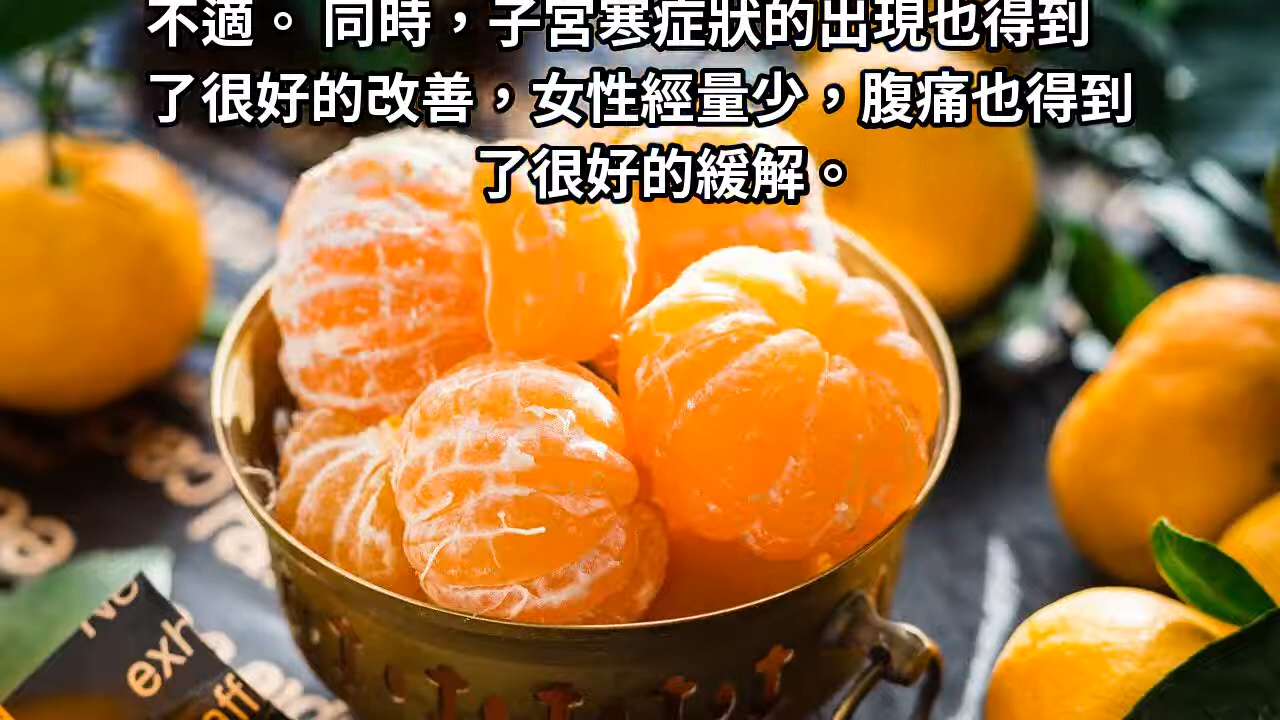 不適。 同時，子宮寒症狀的出現也得到
了很好的改善，女性經量少，腹痛也得到
了很好的緩解。
exh